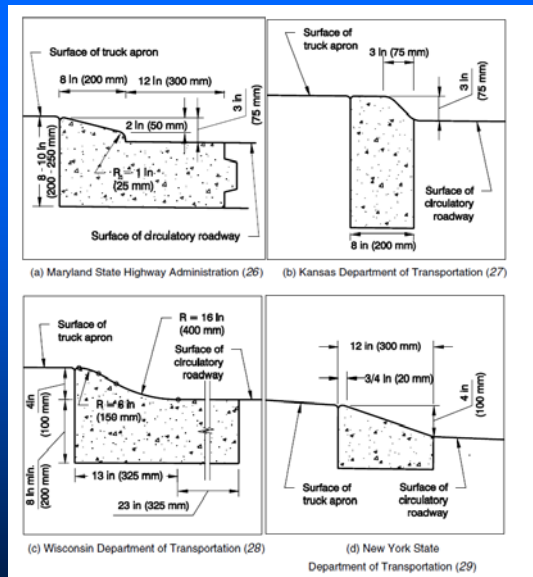 Surface of truck apron
8 in (200 mm)
12 in (300 mm)
2 in (50 mm)
3 in
(75 mm)
8 - 10 in
(200 - 250 mm)
R = 1 in
(25 mm)
Surface of circulatory roadway
(a) Maryland State Highway Administration (26)
Surface of
truck apron
3 in (75 mm)
3 in
(75 mm)
Surface of
circulatory
roadway
8 in (200 mm)
(b) Kansas Department of Transportation (27)
Surface of
truck apron
R = 16 in
(400 mm)
Surface of
circulatory
roadway
4in
(100 mm)
R = 6 in
(150 mm)
8 in min.
(200 mm)
13 in (325 mm)
23 in (325 mm)
(c) Wisconsin Department of Transportation (28)
12 in (300 mm)
3/4 in (20 mm)
4 in
(100 mm)
Surface of
truck apron
Surface of
circulatory
roadway
(d) New York State
Department of Transportation (29)